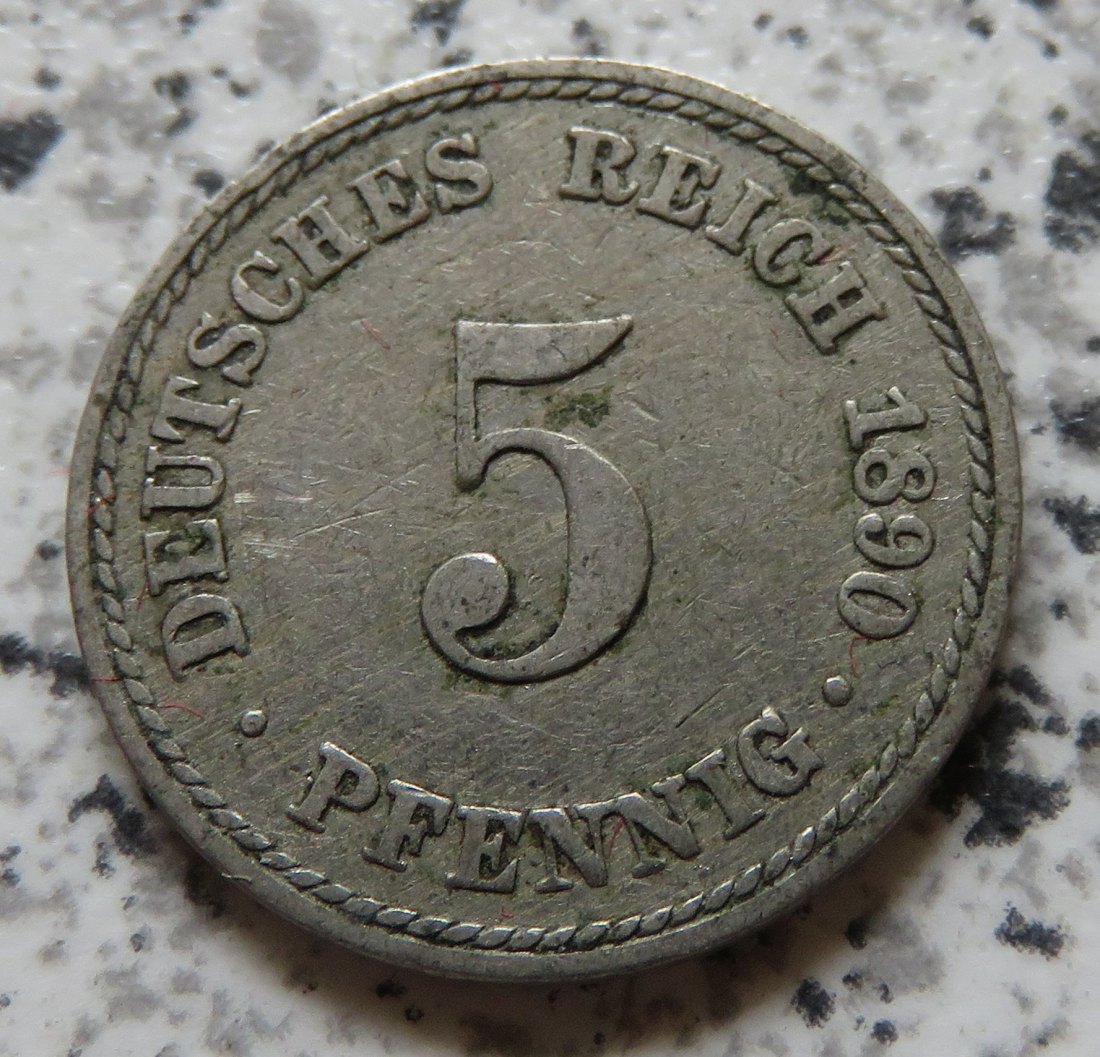 DEUTSCHES REICH 1890
5
· PFENNIG ·